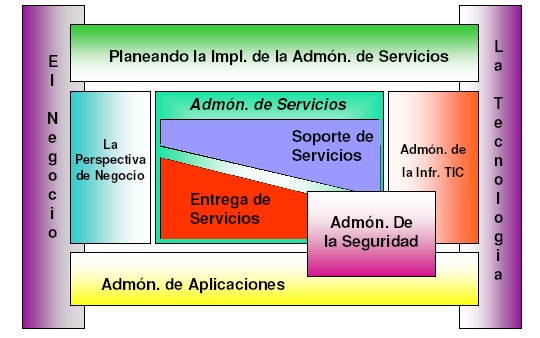 El Negocio
Planeando la Impl. de la Admón. de Servicios
La Tecnologia
La
Perspectiva
de Negocio
Admón. de Servicios
Soporte de
Servicios
Entrega de
Servicios
Admón. de
la Infr. TIC
Admón. De
la Seguridad
Admón. de Aplicaciones